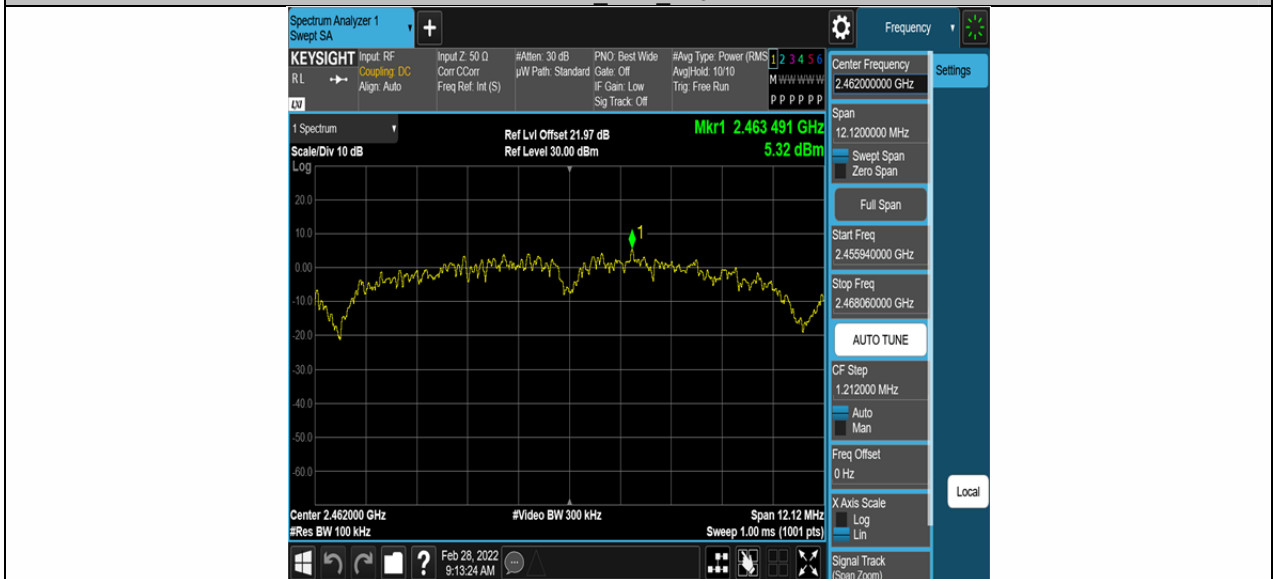 Spectrum Analyzer 1
Swept SA
+
Frequency
KEYSIGHT
R L
LXI
Input: RF
Coupling: DC
Align: Auto
Input Z: 50 Ω
Corr CCorr
Freq Ref: Int (S)
#Atten: 30 dB
µW Path: Standard
PNO: Best Wide
Gate: Off
IF Gain: Low
Sig Track: Off
#Avg Type: Power (RMS
Avg|Hold: 10/10
Trig: Free Run
1 2 3 4 5 6
M W W W W W
P P P P P P
1 Spectrum
Scale/Div 10 dB
Log
Ref Lvl Offset 21.97 dB
Ref Level 30.00 dBm
Mkr1 2.463 491 GHz
5.32 dBm
20.0
10.0
0.00
-10.0
-20.0
-30.0
-40.0
-50.0
-60.0
1
Center 2.462000 GHz
#Res BW 100 kHz
#Video BW 300 kHz
Span 12.12 MHz
Sweep 1.00 ms (1001 pts)
?
Feb 28, 2022
9:13:24 AM
Center Frequency
2.462000000 GHz
Span
12.1200000 MHz
Swept Span
Zero Span
Full Span
Start Freq
2.455940000 GHz
Stop Freq
2.468060000 GHz
AUTO TUNE
CF Step
1.212000 MHz
Auto
Man
Freq Offset
0 Hz
X Axis Scale
Log
Lin
Signal Track
(Span Zoom)
Settings
Local